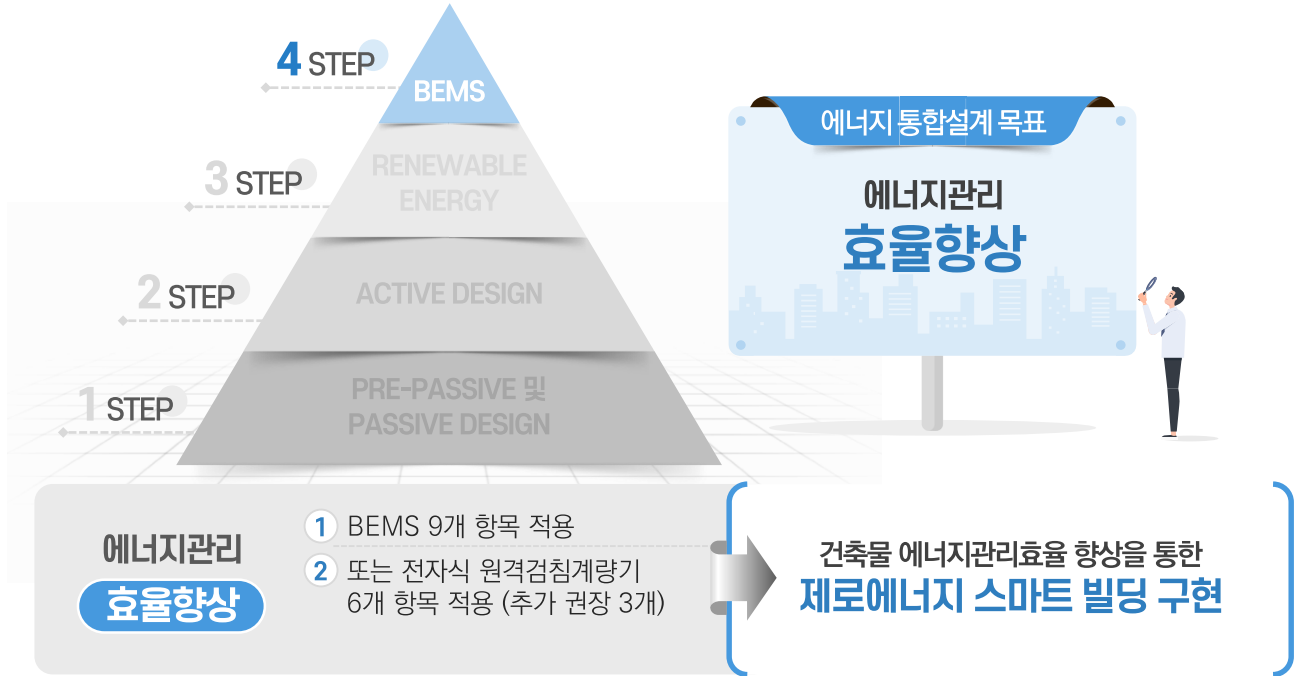 4 STEP
BEMS
3 STEP
RENEWABLE
ENERGY
2 STEP
ACTIVE DESIGN
1 STEP
PRE-PASSIVE 및
PASSIVE DESIGN
에너지 통합설계 목표
에너지관리
효율향상
에너지관리
효율향상
1 BEMS 9개 항목 적용
2 또는 전자식 원격검침계량기
6개 항목 적용 (추가 권장 3개)
건축물 에너지관리효율 향상을 통한
제로에너지 스마트 빌딩 구현